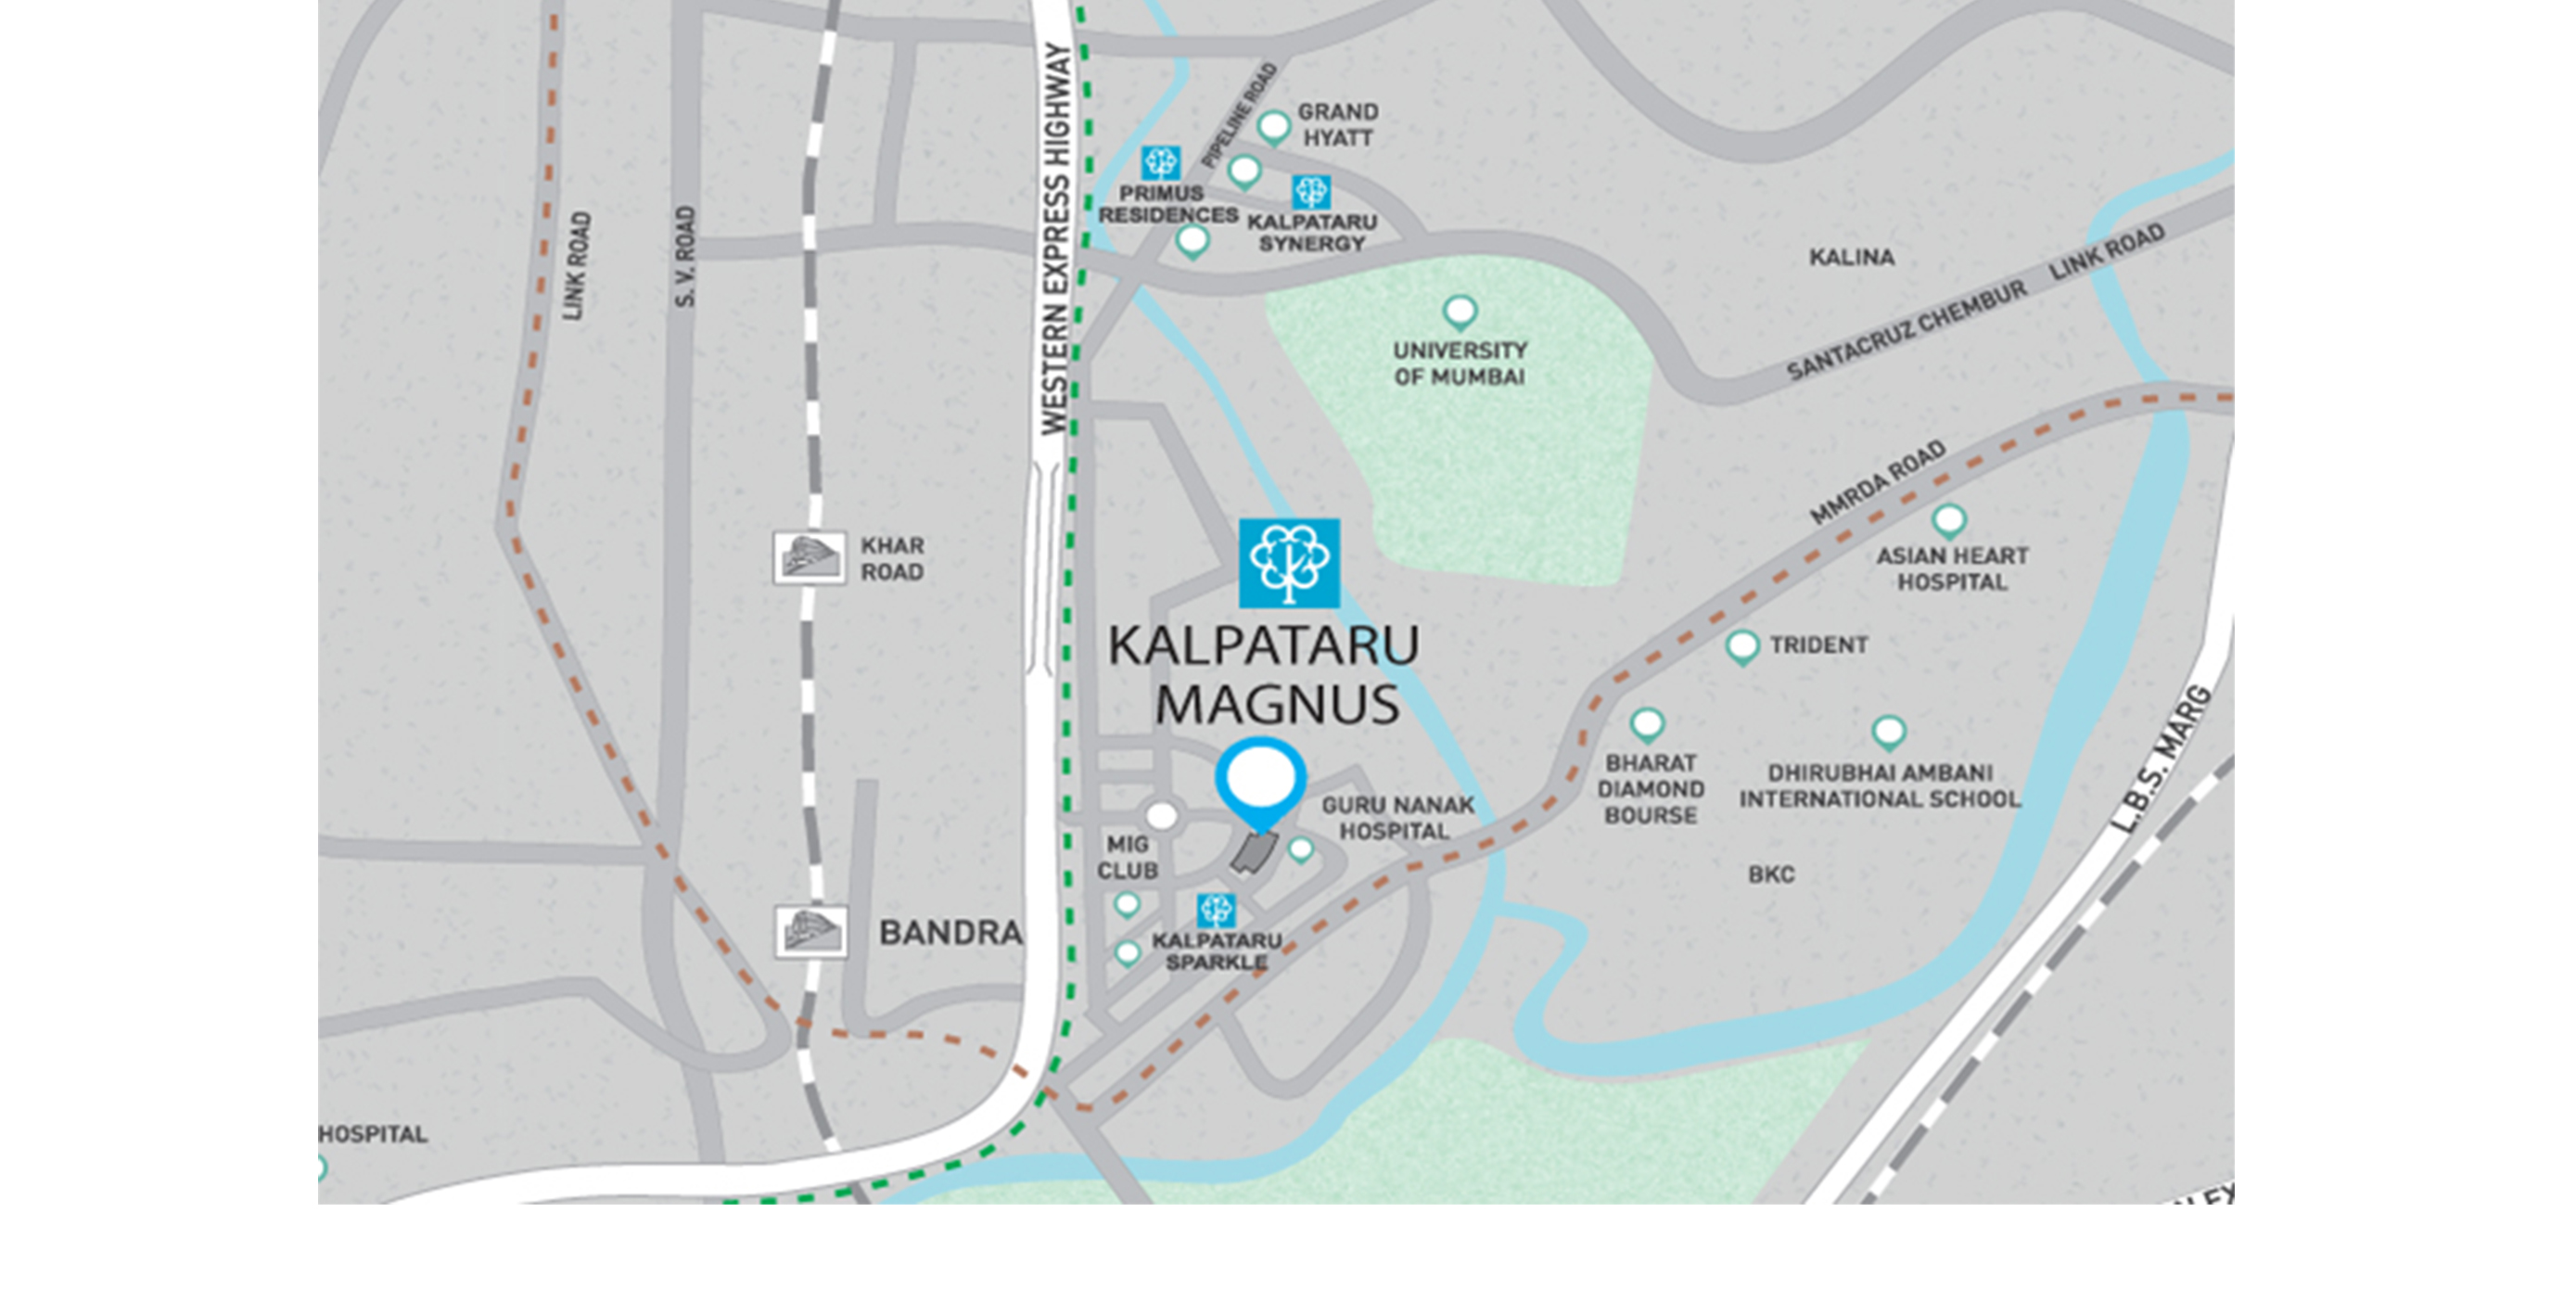 WESTERN EXPRESS HIGHWAY
PIPELINE ROAD
GRAND
HYATT
PRIMUS
RESIDENCES
KALPATARU
SYNERGY
LINK ROAD
S. V. ROAD
KALINA
SANTACRUZ CHEMBUR LINK ROAD
UNIVERSITY
OF MUMBAI
MMRDA ROAD
KHAR
ROAD
ASIAN HEART
HOSPITAL
KALPATARU
MAGNUS
TRIDENT
L.B.S. MARG
BHARAT
DIAMOND
BOURSE
DHIRUBHAI AMBANI
INTERNATIONAL SCHOOL
GURU NANAK
HOSPITAL
MIG
CLUB
BKC
BANDRA
KALPATARU
SPARKLE
HOSPITAL